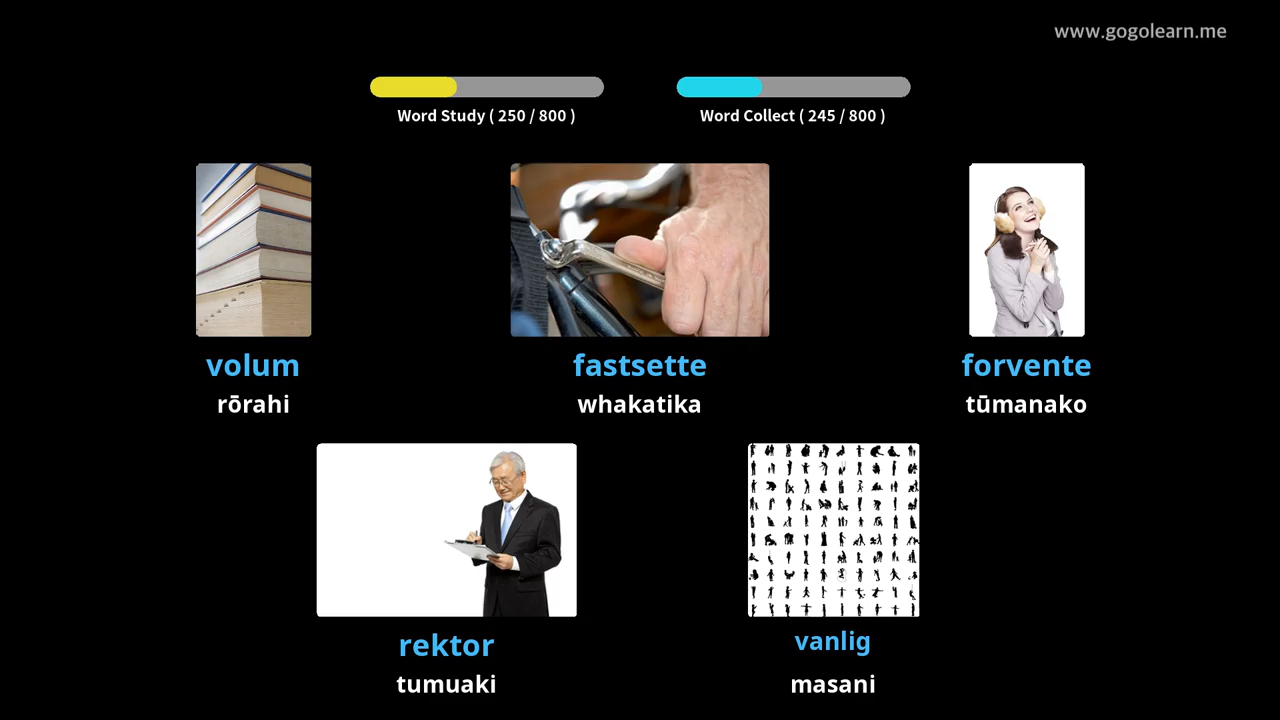 www.gogolearn.me
Word Study ( 250 / 800 )
Word Collect ( 245 / 800 )
volum
rōrahi
fastsette
whakatika
forvente
tūmanako
rektor
tumuaki
vanlig
masani